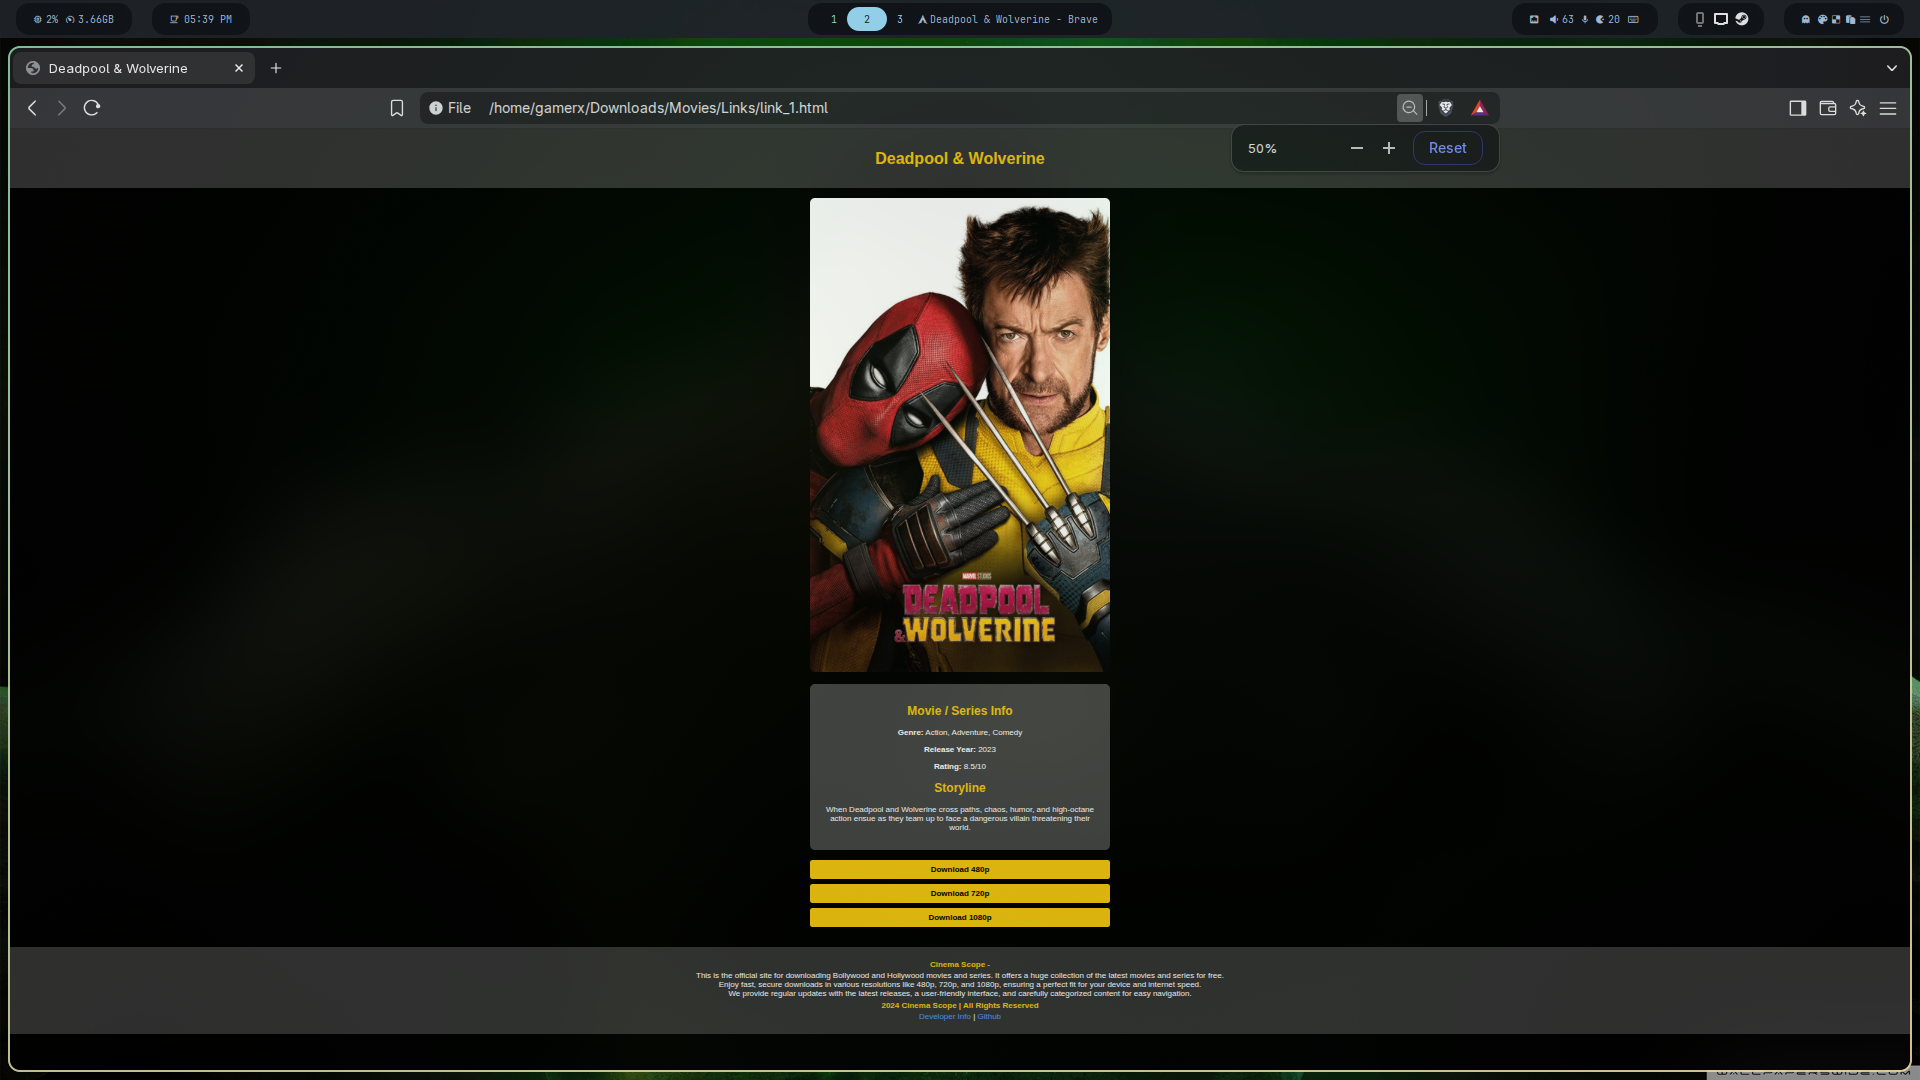 2% 3.66GB
05:39 PM
1 2 3 Deadpool & Wolverine - Brave
63 20
Deadpool & Wolverine
File /home/gamerx/Downloads/Movies/Links/link_1.html
50% Reset
Deadpool & Wolverine
MARVEL STUDIOS
DEADPOOL
&WOLVERINE
Movie / Series Info
Genre: Action, Adventure, Comedy
Release Year: 2023
Rating: 8.5/10
Storyline
When Deadpool and Wolverine cross paths, chaos, humor, and high-octane
action ensue as they team up to face a dangerous villain threatening their
world.
Download 480p
Download 720p
Download 1080p
Cinema Scope -
This is the official site for downloading Bollywood and Hollywood movies and series. It offers a huge collection of the latest movies and series for free.
Enjoy fast, secure downloads in various resolutions like 480p, 720p, and 1080p, ensuring a perfect fit for your device and internet speed.
We provide regular updates with the latest releases, a user-friendly interface, and carefully categorized content for easy navigation.
2024 Cinema Scope | All Rights Reserved
Developer Info | Github